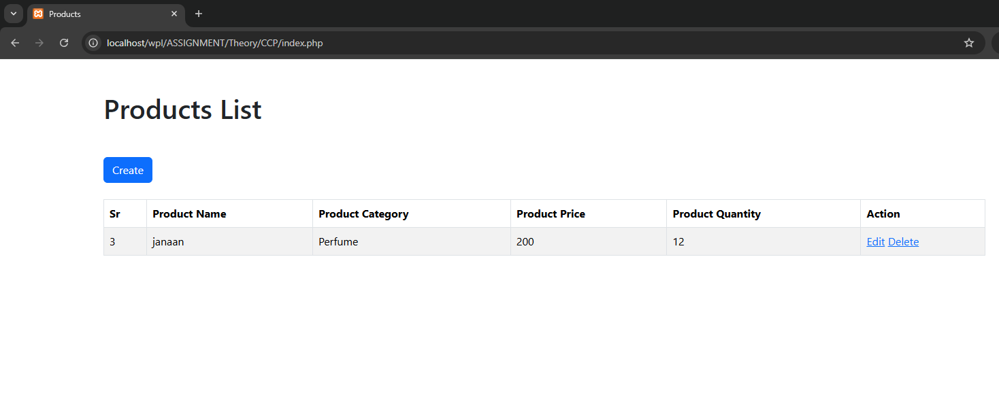 Products
localhost/wpl/ASSIGNMENT/Theory/CCP/index.php
Products List
Create
Sr Product Name Product Category Product Price Product Quantity Action
3 janaan Perfume 200 12 Edit Delete